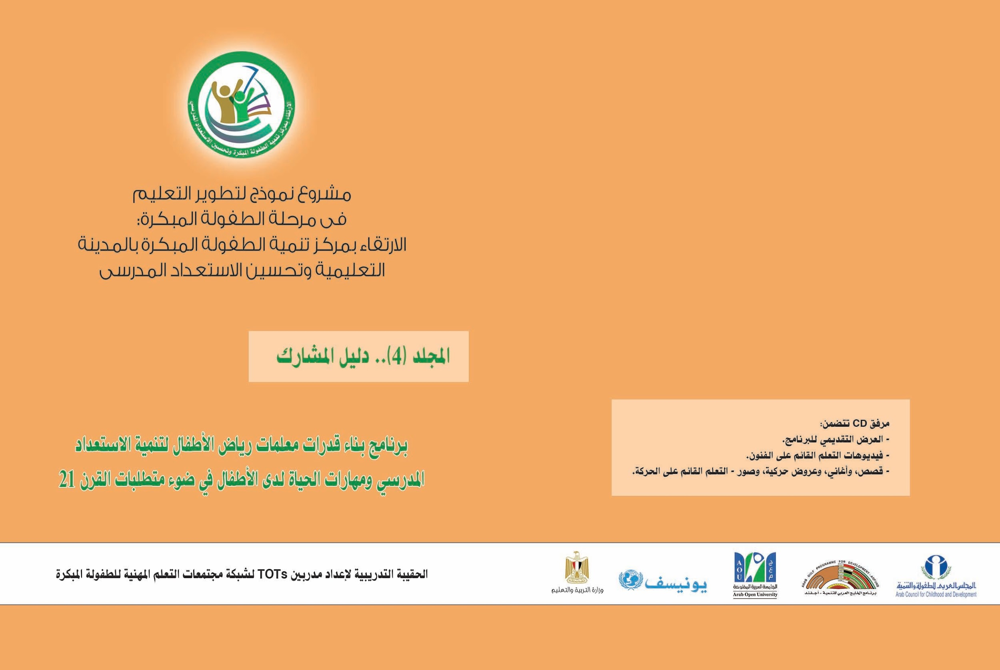 الارتقاء بمركز تنمية الطفولة المبكرة وتحسين الاستعداد المدرسي
مشروع نموذج لتطوير التعليم
فى مرحلة الطفولة المبكرة:
الارتقاء بمركز تنمية الطفولة المبكرة بالمدينة
التعليمية وتحسين الاستعداد المدرسى
المجلد (4).. دليل المشارك
برنامج بناء قدرات معلمات رياض الأطفال لتنمية الاستعداد
المدرسي ومهارات الحياة لدى الأطفال في ضوء متطلبات القرن 21
الحقيبة التدريبية لإعداد مدربين TOTs لشبكة مجتمعات التعلم المهنية للطفولة المبكرة
مرفق CD تتضمن:
- العرض التقديمي للبرنامج.
- فيديوهات التعلم القائم على الفنون.
- قصص، وأغاني، وعروض حركية، وصور - التعلم القائم على الحركة.
المجلس العربى للطفولة والتنمية
Arab Council for Childhood and Development
ARAB GULF PROGRAMME FOR DEVELOPMENT - AGFUND
برنامج الخليج العربي للتنمية - أجفند
AOU
ج ع م
الجامعة العربية المفتوحة
Arab Open University
يونيسف
وزارة التربية والتعليم